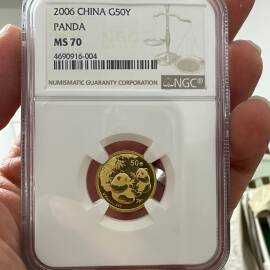 2006 CHINA G50Y
PANDA
MS 70
4690916-004
NUMISMATIC GUARANTY CORPORATION
NGC
50元